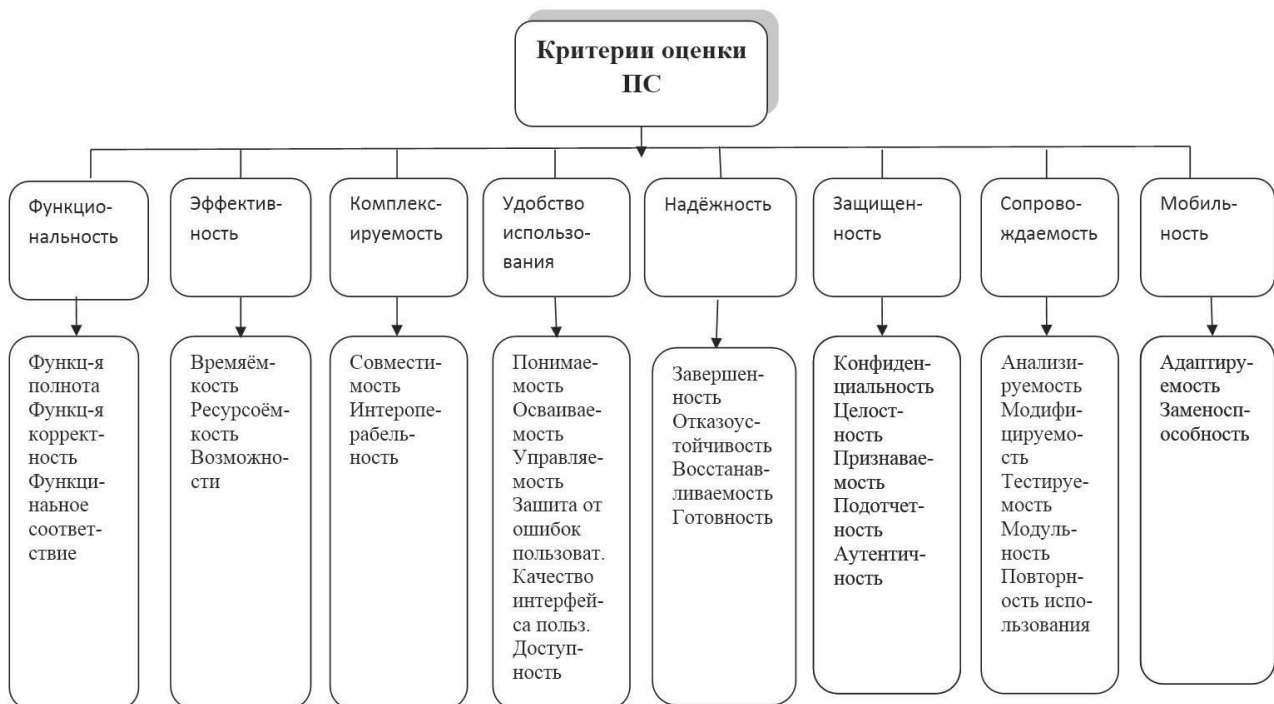 Критерии оценки
ПС
Функцио-
нальность
Эффектив-
ность
Комплекс-
ируемость
Удобство
использо-
вания
Надёжность
Защищен-
ность
Сопрово-
ждаемость
Мобиль-
ность
Функц-я
полнота
Функц-я
коррект-
ность
Функци-
наьное
соответ-
ствие
Времяём-
кость
Ресурсоём-
кость
Возможно-
сти
Совмести-
мость
Интеропе-
рабель-
ность
Понимае-
мость
Осваивае-
мость
Управляе-
мость
Зашита от
ошибок
пользоват.
Качество
интерфей-
са польз.
Доступ-
ность
Завершен-
ность
Отказоус-
тойчивость
Восстанав-
ливаемость
Готовность
Конфиден-
циальность
Целост-
ность
Признавае-
мость
Подотчет-
ность
Аутентич-
ность
Анализи-
руемость
Модифи-
цируемо-
сть
Тестируе-
мость
Модуль-
ность
Повторн-
ность испо-
льзования
Адаптиру-
емость
Заменосп-
особность